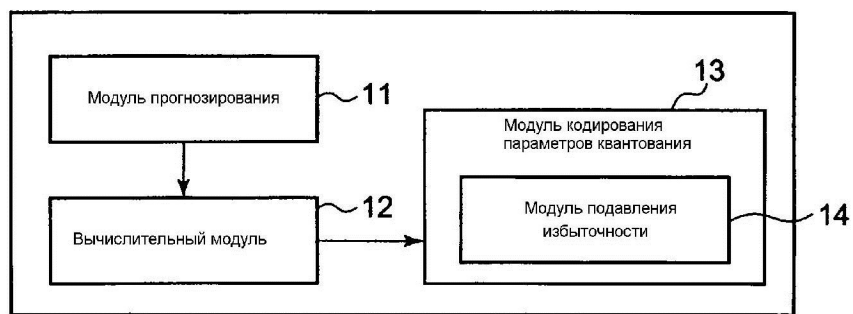 Модуль прогнозирования
11
13
Модуль кодирования
параметров квантования
12
Вычислительный модуль
Модуль подавления
избыточности
14